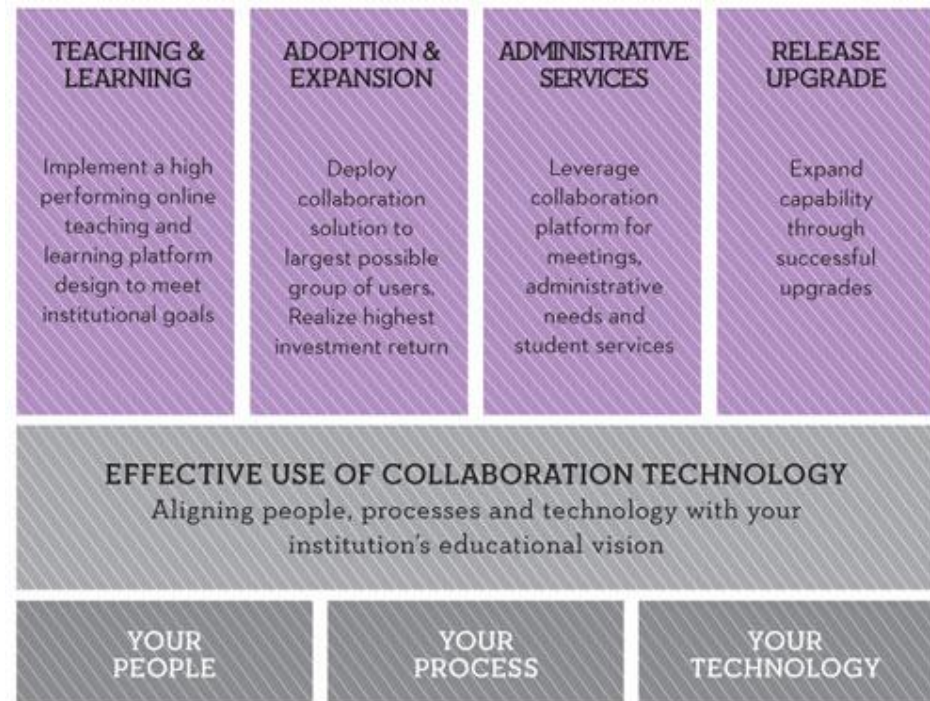 TEACHING &
LEARNING
Implement a high
performing online
teaching and
learning platform
design to meet
institutional goals
ADOPTION &
EXPANSION
Deploy
collaboration
solution to
largest possible
group of users.
Realize highest
investment return
ADMINISTRATIVE
SERVICES
Leverage
collaboration
platform for
meetings,
administrative
needs and
student services
RELEASE
UPGRADE
Expand
capability
through
successful
upgrades
EFFECTIVE USE OF COLLABORATION TECHNOLOGY
Aligning people, processes and technology with your
institution's educational vision
YOUR
PEOPLE
YOUR
PROCESS
YOUR
TECHNOLOGY